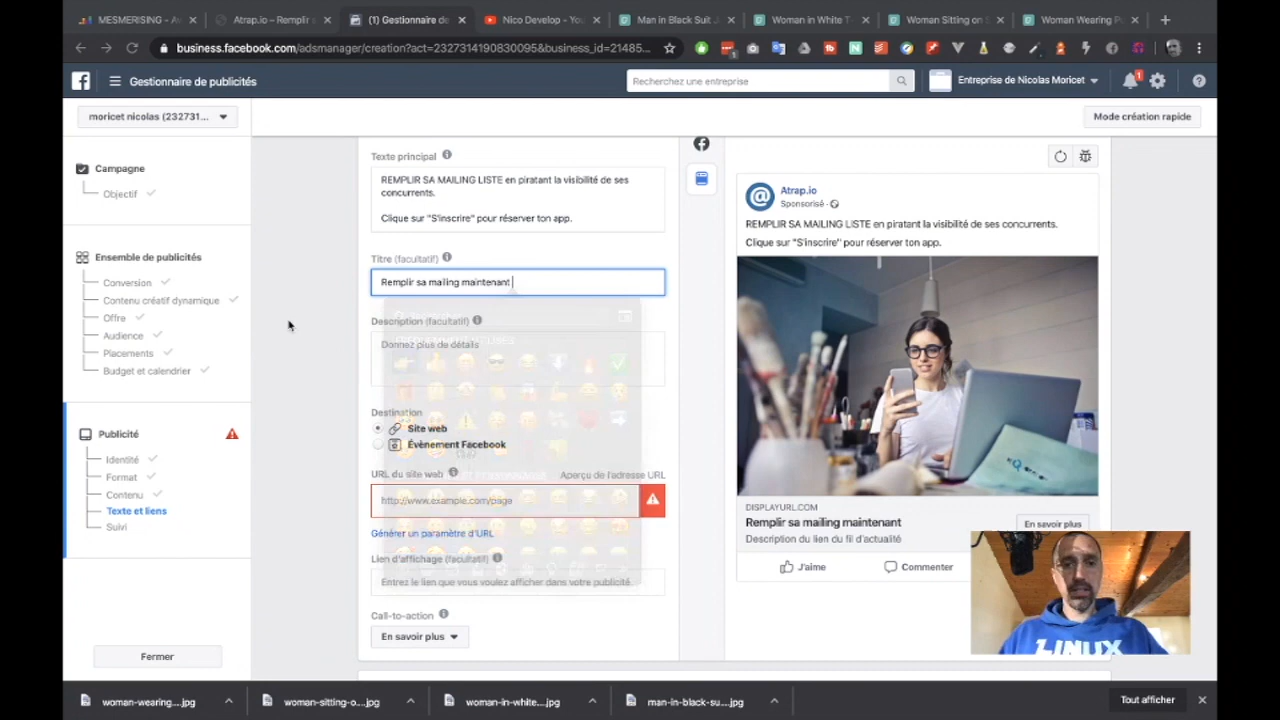 MESMERISING - A
Atrap.io – Remplir s
(1) Gestionnaire de
Nico Develop - You
Man in Black Suit J
Woman in White T-
Woman Sitting on
Woman Wearing P
business.facebook.com/adsmanager/creation?act=2327314190830095&business_id=21485...
Gestionnaire de publicités
Recherchez une entreprise
Entreprise de Nicolas Moricet
1
moricet nicolas (232731...
Mode création rapide
Campagne
Objectif
Ensemble de publicités
Conversion
Contenu créatif dynamique
Offre
Audience
Placements
Budget et calendrier
Publicité
Identité
Format
Contenu
Texte et liens
Suivi
Fermer
Texte principal
REMPLIR SA MAILING LISTE en piratant la visibilité de ses
concurrents.
Clique sur "S'inscrire" pour réserver ton app.
Titre (facultatif)
Remplir sa mailing maintenant
Description (facultatif)
Donnez plus de détails
Destination
Site web
Évènement Facebook
URL du site web
Aperçu de l'adresse URL
http://www.example.com/page
Générer un paramètre d'URL
Lien d'affichage (facultatif)
Entrez le lien que vous voulez afficher dans votre publicité.
Call-to-action
En savoir plus
Atrap.io
Sponsorisé ·
REMPLIR SA MAILING LISTE en piratant la visibilité de ses concurrents.
Clique sur "S'inscrire" pour réserver ton app.
DISPLAYURL.COM
Remplir sa mailing maintenant
Description du lien du fil d'actualité
En savoir plus
J'aime
Commenter
LINUX
woman-wearing....jpg
woman-sitting-o....jpg
woman-in-white....jpg
man-in-black-su....jpg
Tout afficher